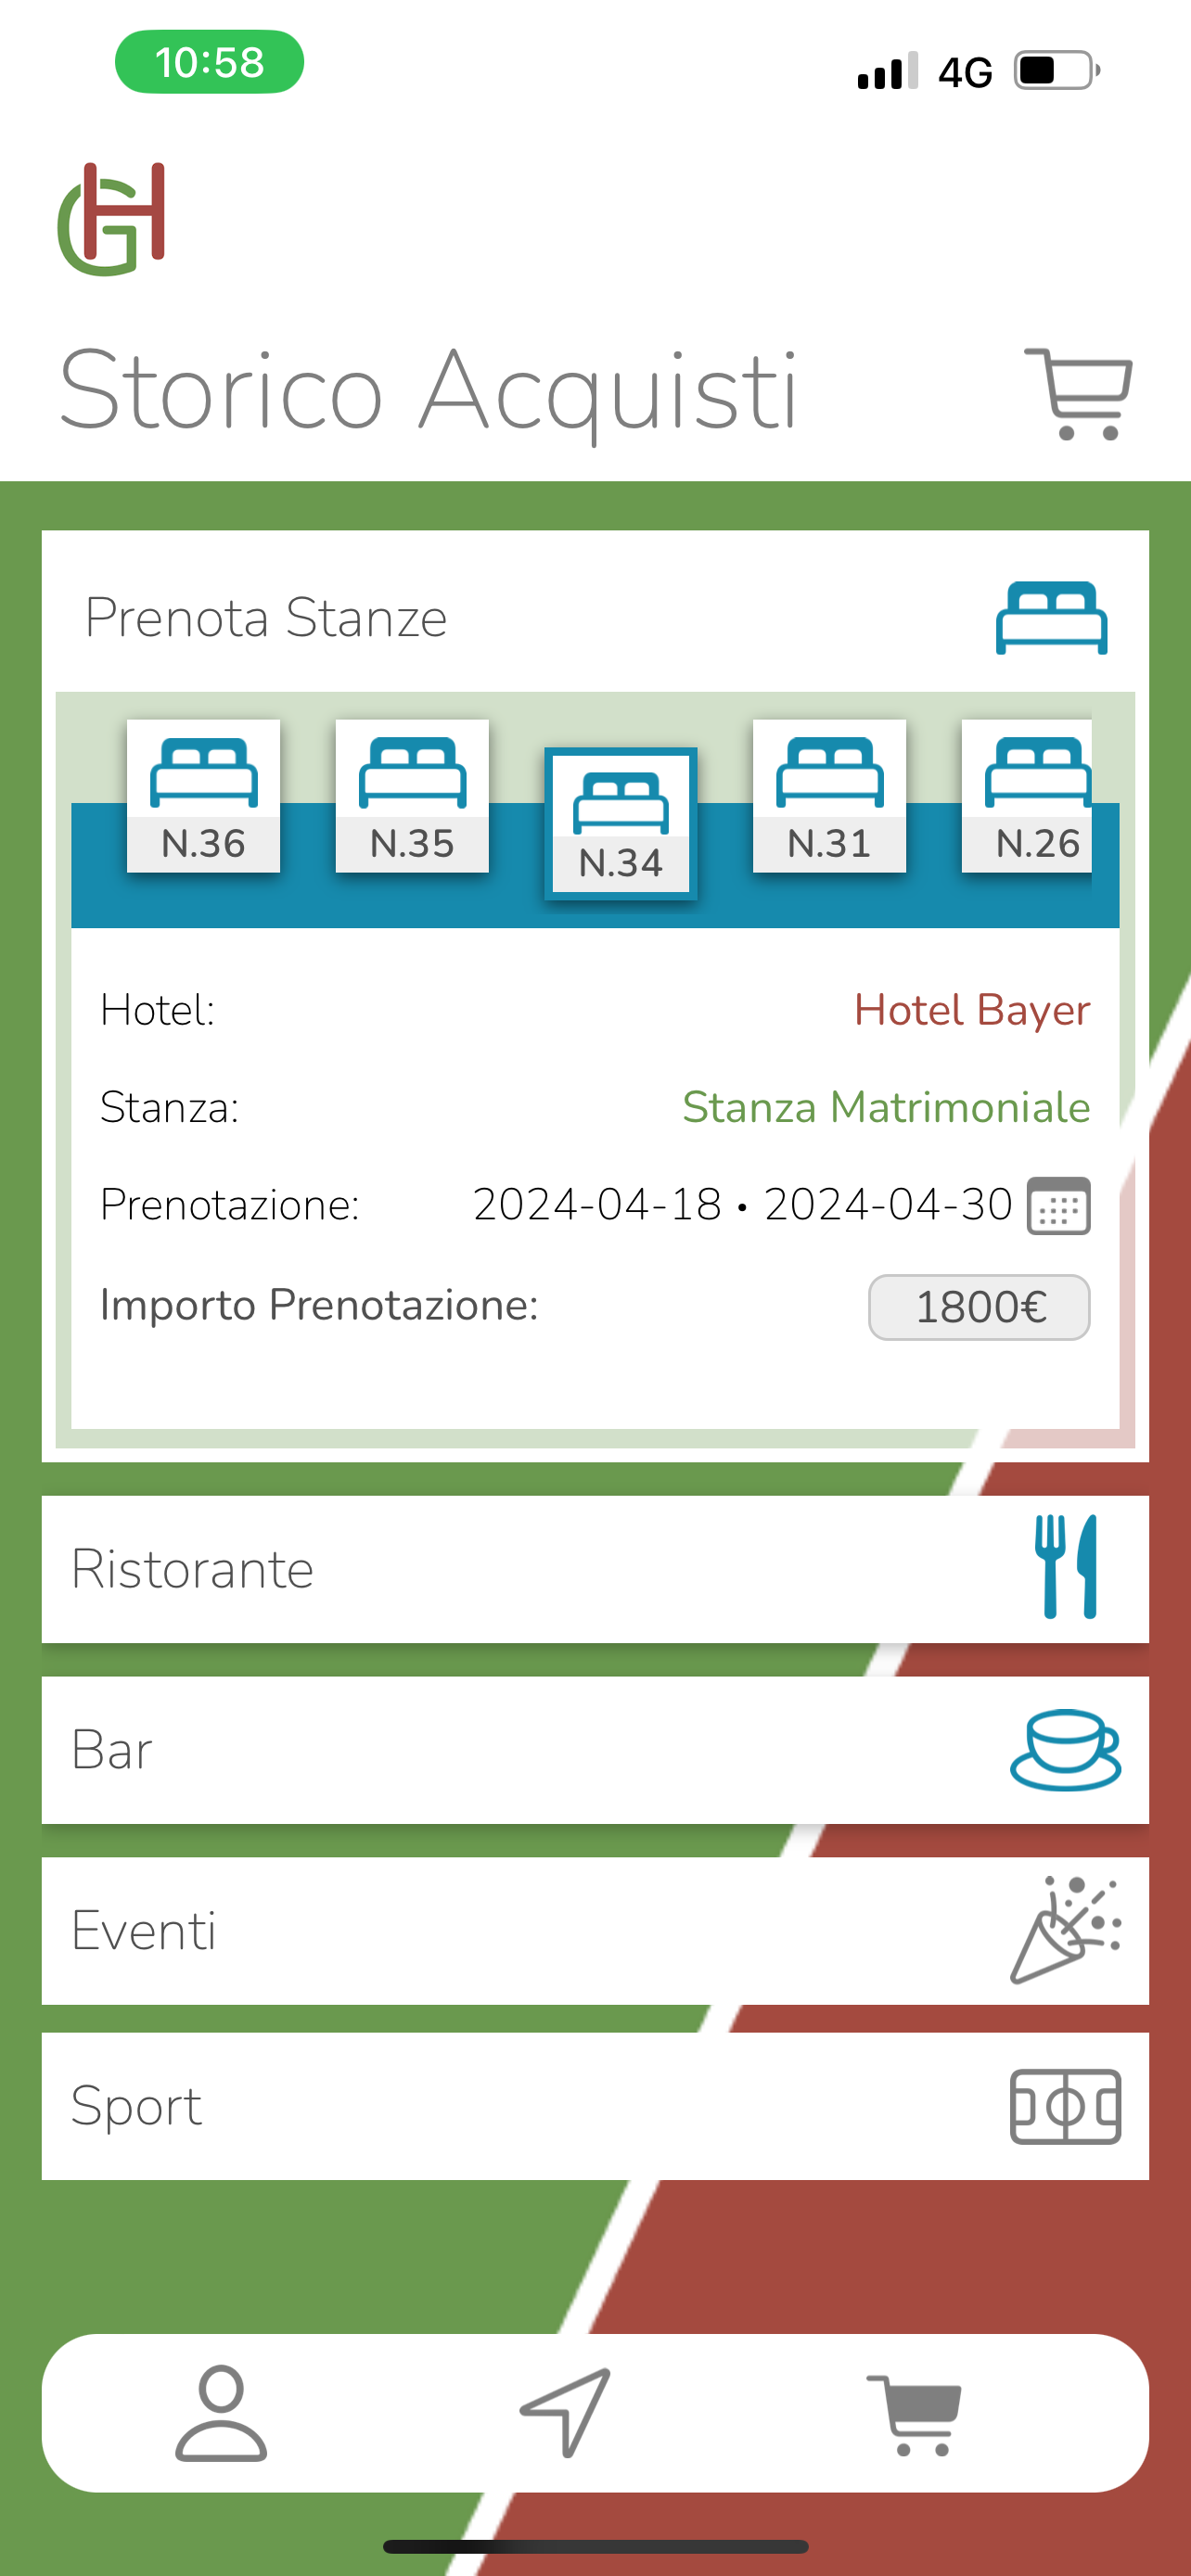 10:58
4G
GH
Storico Acquisti
Prenota Stanze
N.36 N.35 N.34 N.31 N.26
Hotel: Hotel Bayer
Stanza: Stanza Matrimoniale
Prenotazione: 2024-04-18 • 2024-04-30
Importo Prenotazione: 1800€
Ristorante
Bar
Eventi
Sport